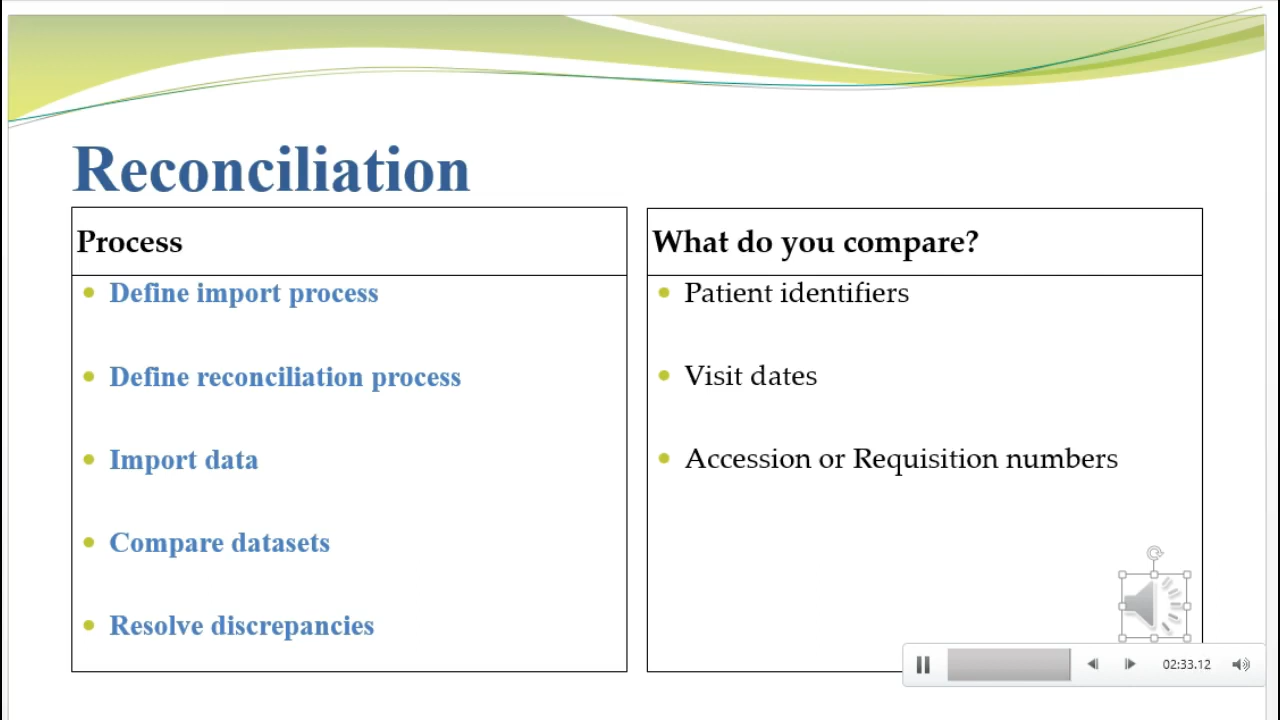 Reconciliation
Process
Define import process
Define reconciliation process
Import data
Compare datasets
Resolve discrepancies
What do you compare?
Patient identifiers
Visit dates
Accession or Requisition numbers
02:33.12